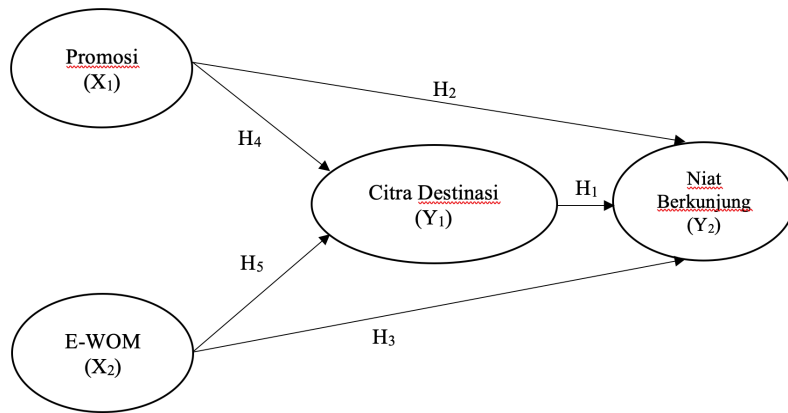 Promosi
(X₁)
H₂
H₄
Citra Destinasi
(Y₁)
H₁
Niat
Berkunjung
(Y₂)
H₅
E-WOM
(X₂)
H₃